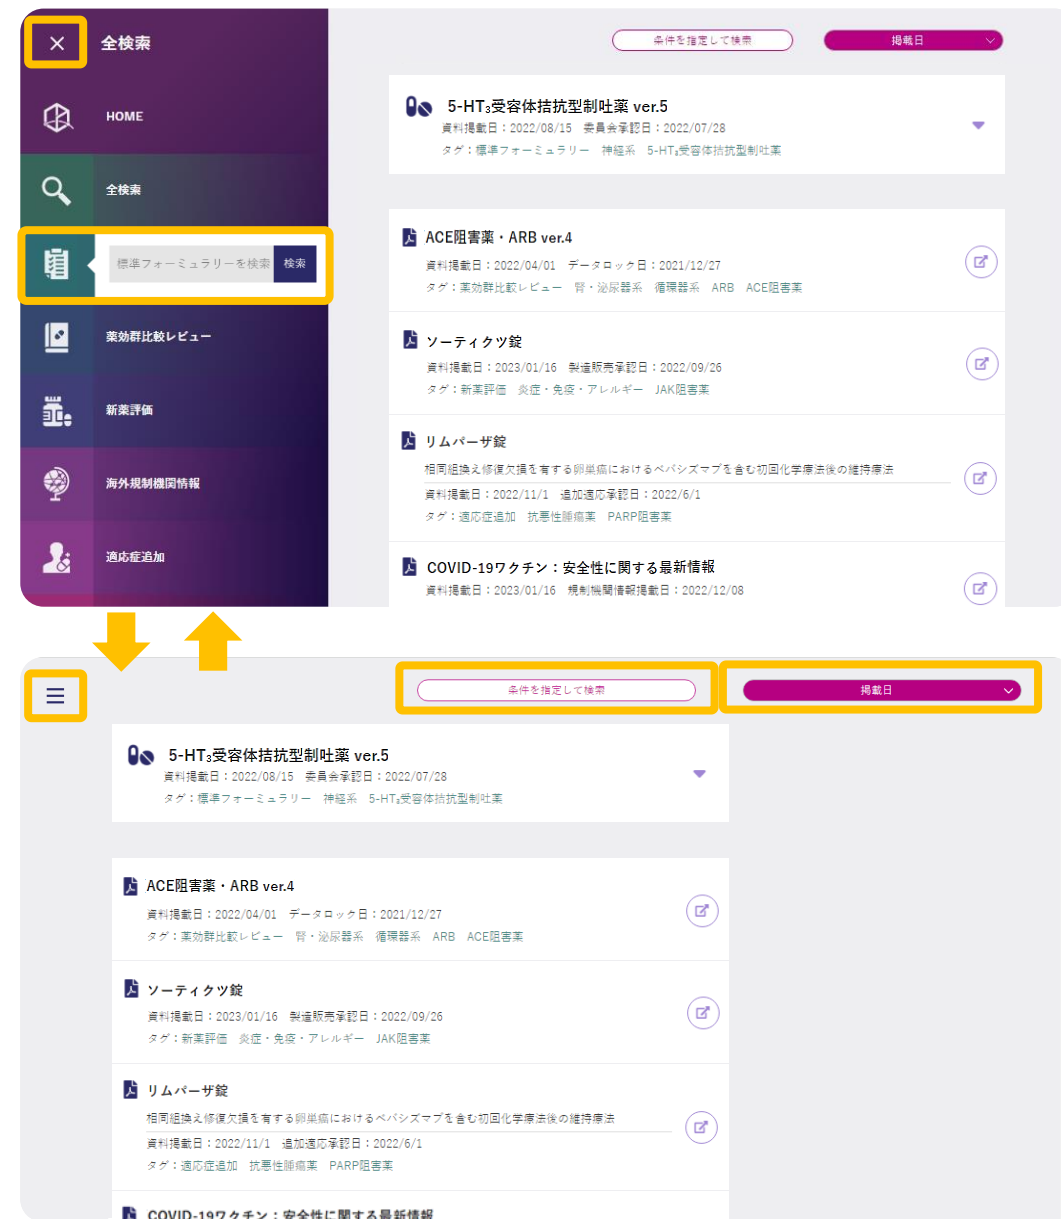 全検索
条件を指定して検索
掲載日
HOME
全検索
標準フォーミュラリーを検索 検索
薬効群比較レビュー
新薬評価
海外規制機関情報
適応症追加
5-HT₃受容体拮抗型制吐薬 ver.5
資料掲載日：2022/08/15 委員会承認日：2022/07/28
タグ：標準フォーミュラリー 神経系 5-HT₃受容体拮抗型制吐薬
ACE阻害薬・ARB ver.4
資料掲載日：2022/04/01 データロック日：2021/12/27
タグ：薬効群比較レビュー 腎・泌尿器系 循環器系 ARB ACE阻害薬
ソーティクツ錠
資料掲載日：2023/01/16 製造販売承認日：2022/09/26
タグ：新薬評価 炎症・免疫・アレルギー JAK阻害薬
リムパーザ錠
相同組換え修復欠損を有する卵巣癌におけるベバシズマブを含む初回化学療法後の維持療法
資料掲載日：2022/11/1 追加適応承認日：2022/6/1
タグ：適応症追加 抗悪性腫瘍薬 PARP阻害薬
COVID-19ワクチン：安全性に関する最新情報
資料掲載日：2023/01/16 規制機関情報掲載日：2022/12/08
条件を指定して検索
掲載日
5-HT₃受容体拮抗型制吐薬 ver.5
資料掲載日：2022/08/15 委員会承認日：2022/07/28
タグ：標準フォーミュラリー 神経系 5-HT₃受容体拮抗型制吐薬
ACE阻害薬・ARB ver.4
資料掲載日：2022/04/01 データロック日：2021/12/27
タグ：薬効群比較レビュー 腎・泌尿器系 循環器系 ARB ACE阻害薬
ソーティクツ錠
資料掲載日：2023/01/16 製造販売承認日：2022/09/26
タグ：新薬評価 炎症・免疫・アレルギー JAK阻害薬
リムパーザ錠
相同組換え修復欠損を有する卵巣癌におけるベバシズマブを含む初回化学療法後の維持療法
資料掲載日：2022/11/1 追加適応承認日：2022/6/1
タグ：適応症追加 抗悪性腫瘍薬 PARP阻害薬
COVID-19ワクチン：安全性に関する最新情報